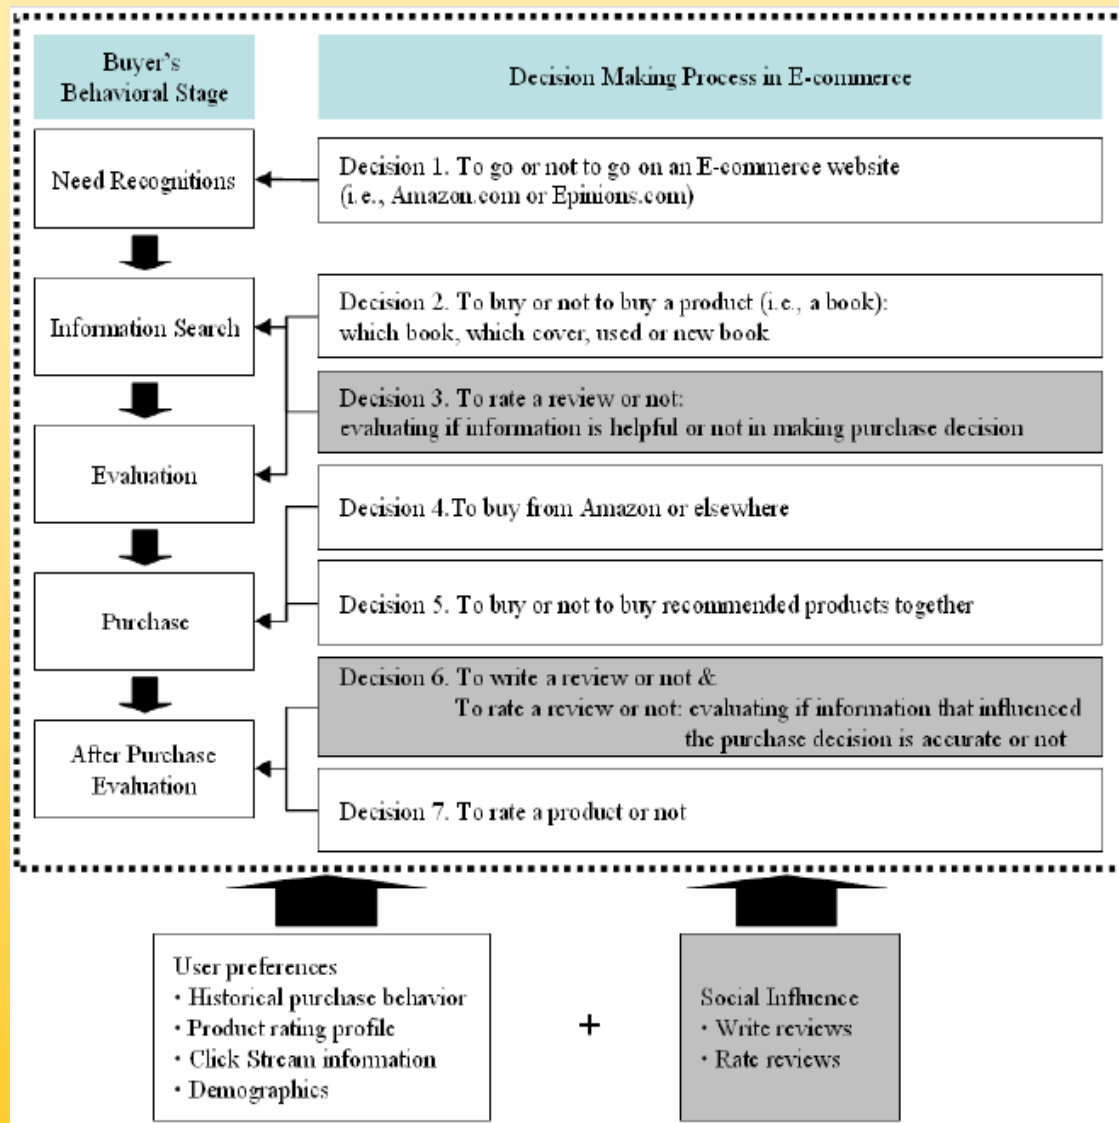 Buyer's
Behavioral Stage
Decision Making Process in E-commerce
Need Recognitions
Decision 1. To go or not to go on an E-commerce website
(i.e., Amazon.com or Epinions.com)
Information Search
Decision 2. To buy or not to buy a product (i.e., a book):
which book, which cover, used or new book
Decision 3. To rate a review or not:
evaluating if information is helpful or not in making purchase decision
Evaluation
Decision 4.To buy from Amazon or elsewhere
Purchase
Decision 5. To buy or not to buy recommended products together
Decision 6. To write a review or not &
To rate a review or not: evaluating if information that influenced
the purchase decision is accurate or not
After Purchase
Evaluation
Decision 7. To rate a product or not
User preferences
• Historical purchase behavior
• Product rating profile
• Click Stream information
• Demographics
+
Social Influence
• Write reviews
• Rate reviews